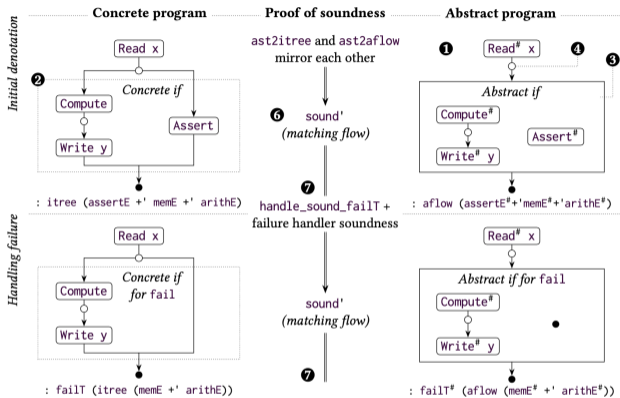 Concrete program
Proof of soundness
Abstract program
Initial denotation
Read x
❷
Concrete if
Compute
Write y
Assert
: itree (assertE +' memE +' arithE)
ast2itree and ast2aflow
mirror each other
❻ sound'
(matching flow)
❼
handle_sound_failT +
failure handler soundness
❶
Read# x
❹
❸
Abstract if
Compute#
Write# y
Assert#
: aflow (assertE#+'memE#+'arithE#)
Handling failure
Read x
Concrete if
for fail
Compute
Write y
: failT (itree (memE +' arithE))
sound'
(matching flow)
❼
Read# x
Abstract if for fail
Compute#
Write# y
: failT# (aflow (memE# +' arithE#))